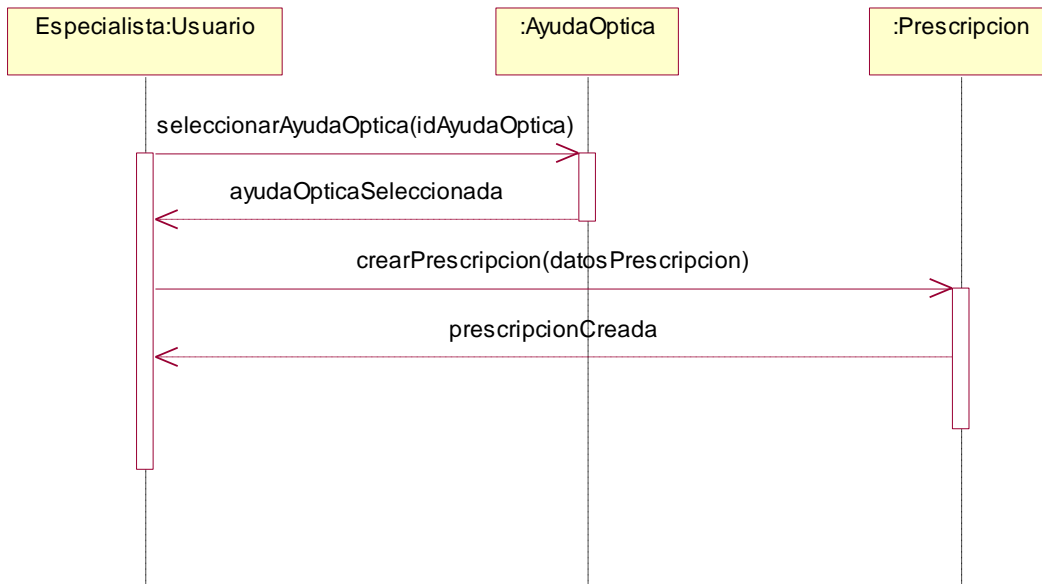 Especialista:Usuario
:AyudaOptica
:Prescripcion
seleccionarAyudaOptica(idAyudaOptica)
ayudaOpticaSeleccionada
crearPrescripcion(datosPrescripcion)
prescripcionCreada